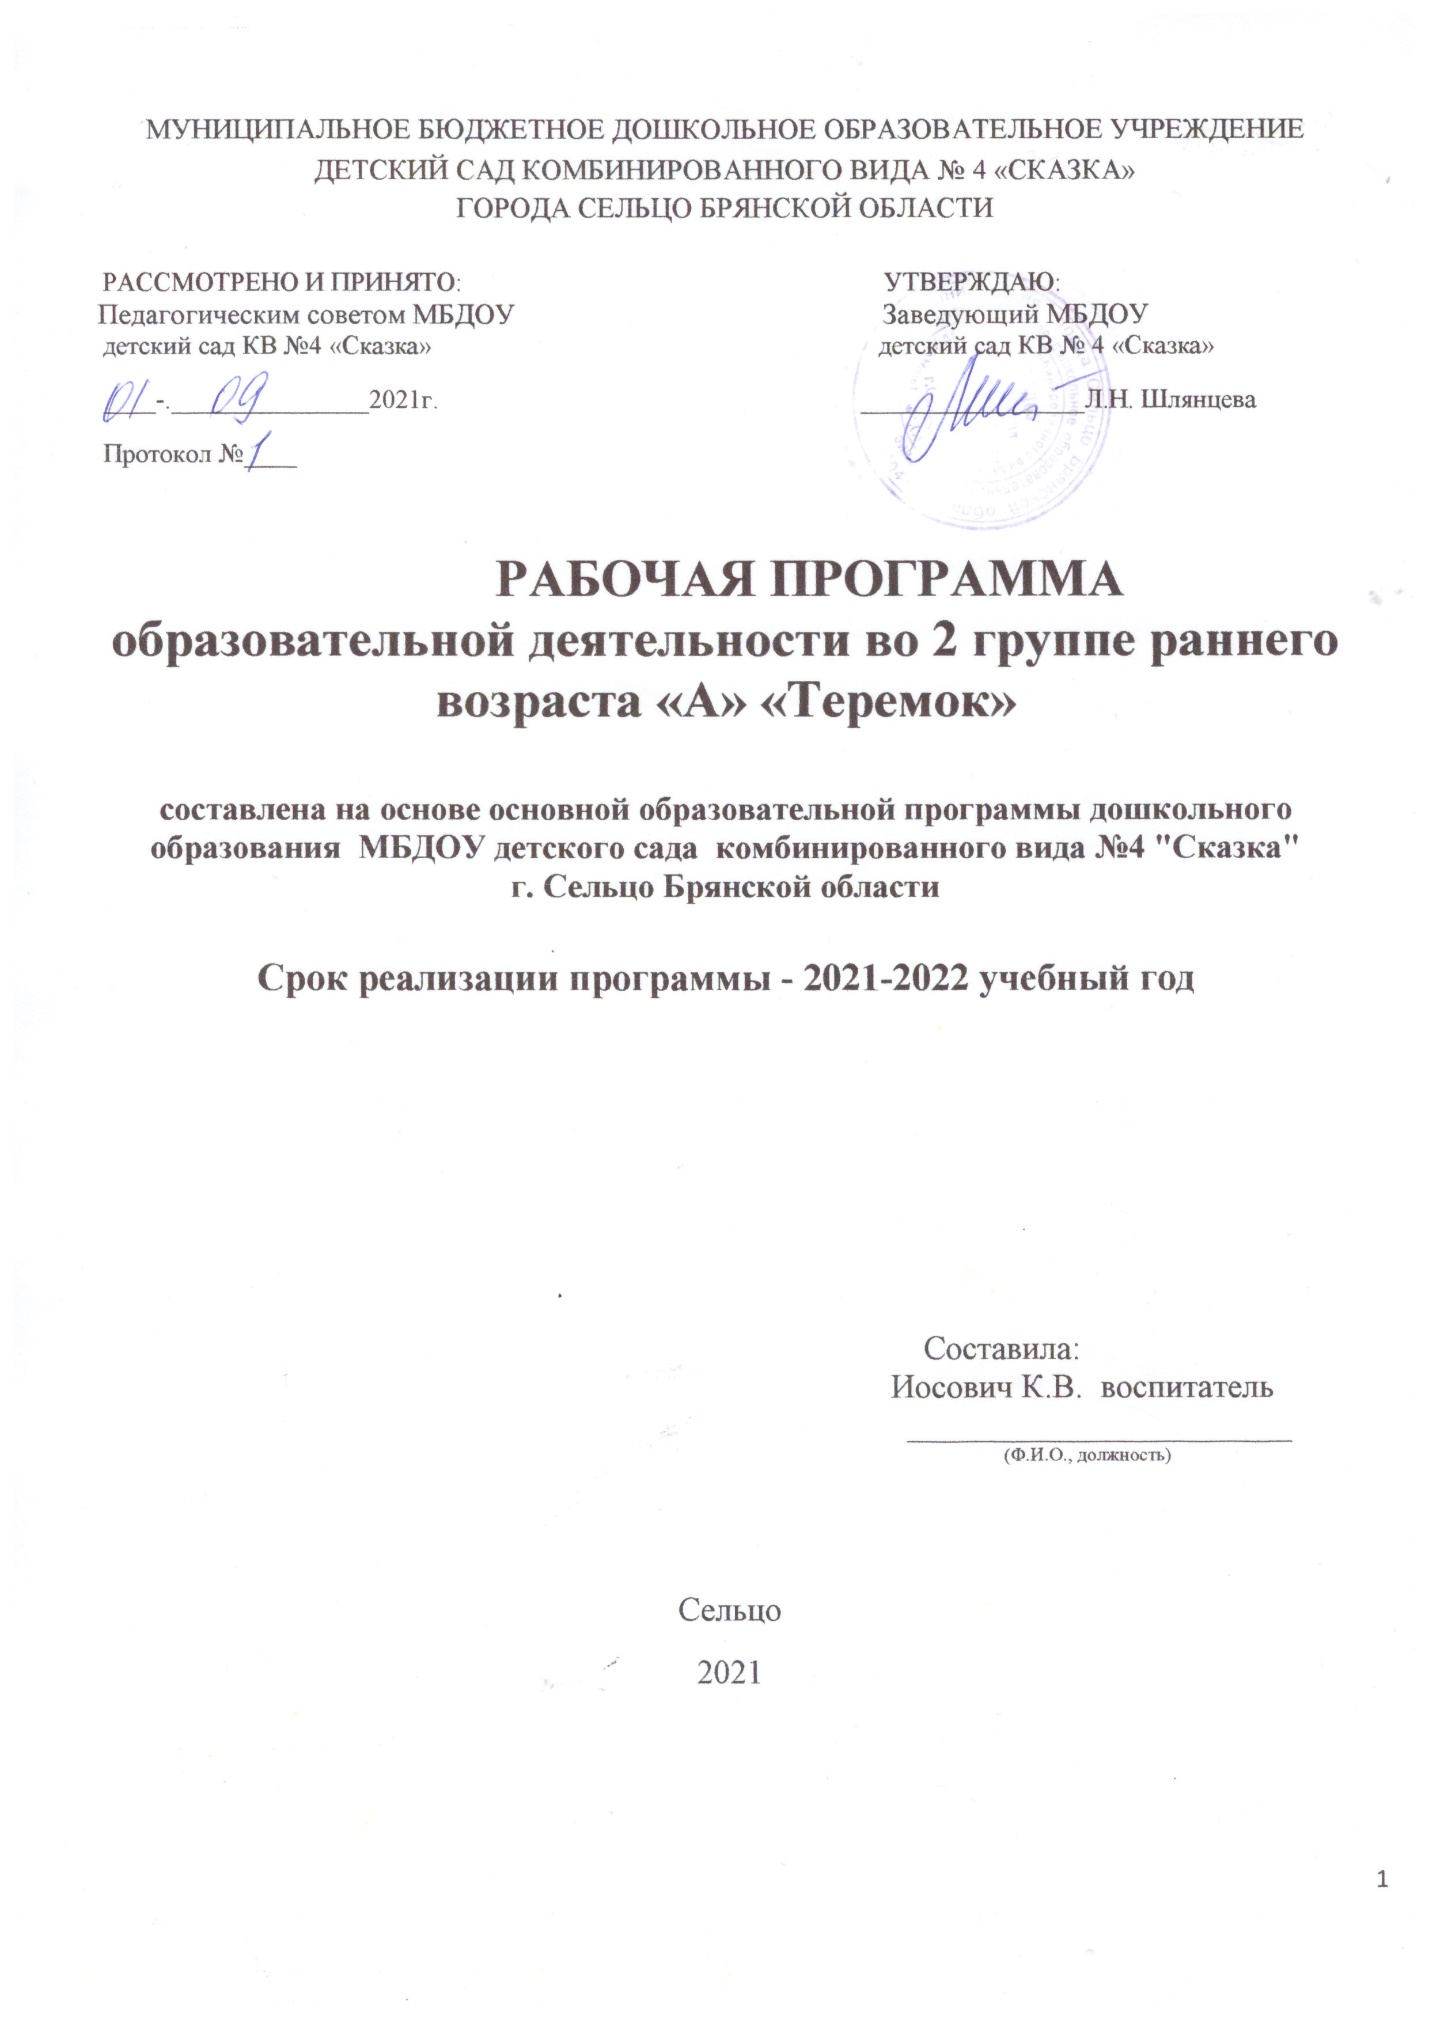 МУНИЦИПАЛЬНОЕ БЮДЖЕТНОЕ ДОШКОЛЬНОЕ ОБРАЗОВАТЕЛЬНОЕ УЧРЕЖДЕНИЕ
ДЕТСКИЙ САД КОМБИНИРОВАННОГО ВИДА № 4 «СКАЗКА»
ГОРОДА СЕЛЬЦО БРЯНСКОЙ ОБЛАСТИ
РАССМОТРЕНО И ПРИНЯТО:
Педагогическим советом МБДОУ
детский сад КВ №4 «Сказка»
01-.09 2021г.
Протокол № 1
УТВЕРЖДАЮ:
Заведующий МБДОУ
детский сад КВ № 4 «Сказка»
Л.Н. Шлянцева
РАБОЧАЯ ПРОГРАММА
образовательной деятельности во 2 группе раннего
возраста «А» «Теремок»
составлена на основе основной образовательной программы дошкольного
образования МБДОУ детского сада комбинированного вида №4 "Сказка"
г. Сельцо Брянской области
Срок реализации программы - 2021-2022 учебный год
Составила:
Иосович К.В. воспитатель
(Ф.И.О., должность)
Сельцо
2021
1